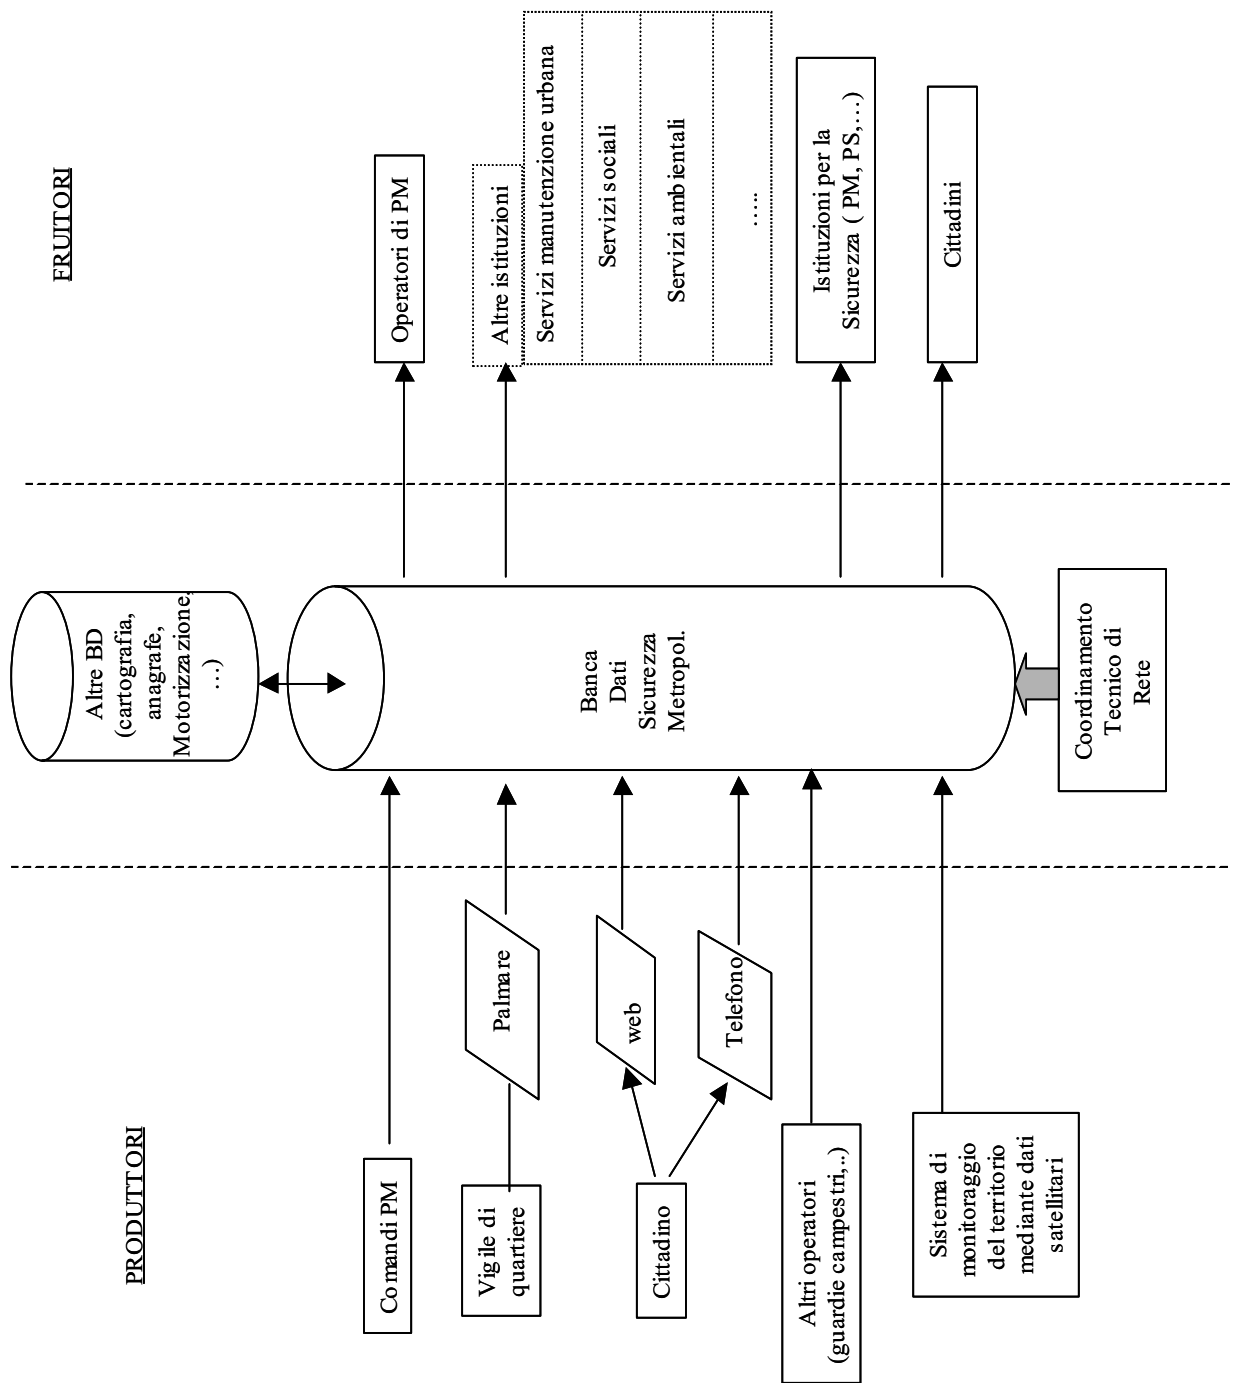 PRODUTTORI
Comandi PM
Vigile di
quartiere
Cittadino
Altri operatori
(guardie campestri,..)
Sistema di
monitoraggio
del territorio
mediante dati
satellitari
Palmare
web
Telefono
Altre BD
(cartografia,
anagrafe,
Motorizzazione,
…)
Banca
Dati
Sicurezza
Metropol.
Coordinamento
Tecnico di
Rete
FRUITORI
Operatori di PM
Altre istituzioni
Servizi manutenzione urbana
Servizi sociali
Servizi ambientali
…..
Istituzioni per la
Sicurezza ( PM, PS,…)
Cittadini